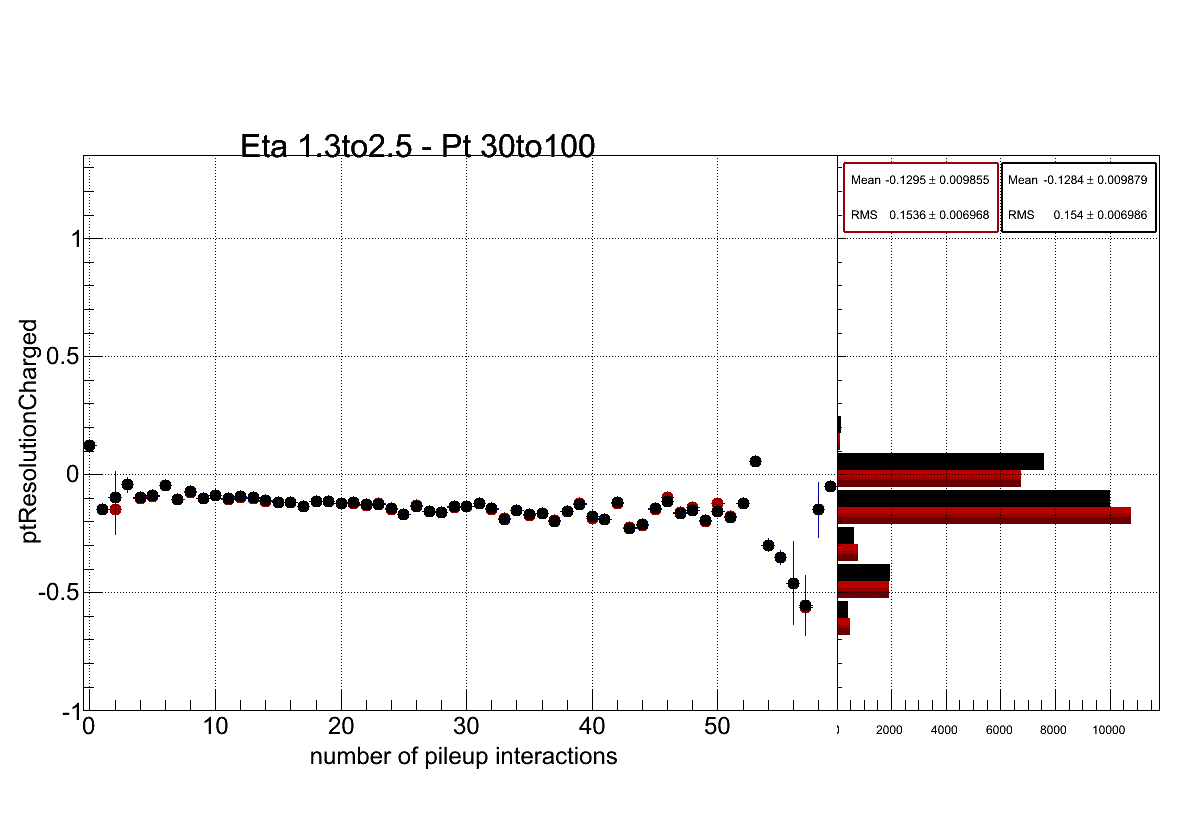 Eta 1.3to2.5 - Pt 30to100
Mean -0.1295 ± 0.009855
RMS 0.1536 ± 0.006968
Mean -0.1284 ± 0.009879
RMS 0.154 ± 0.006986
ptResolutionCharged
1
0.5
0
-0.5
-1
0 10 20 30 40 50
2000 4000 6000 8000 10000
number of pileup interactions